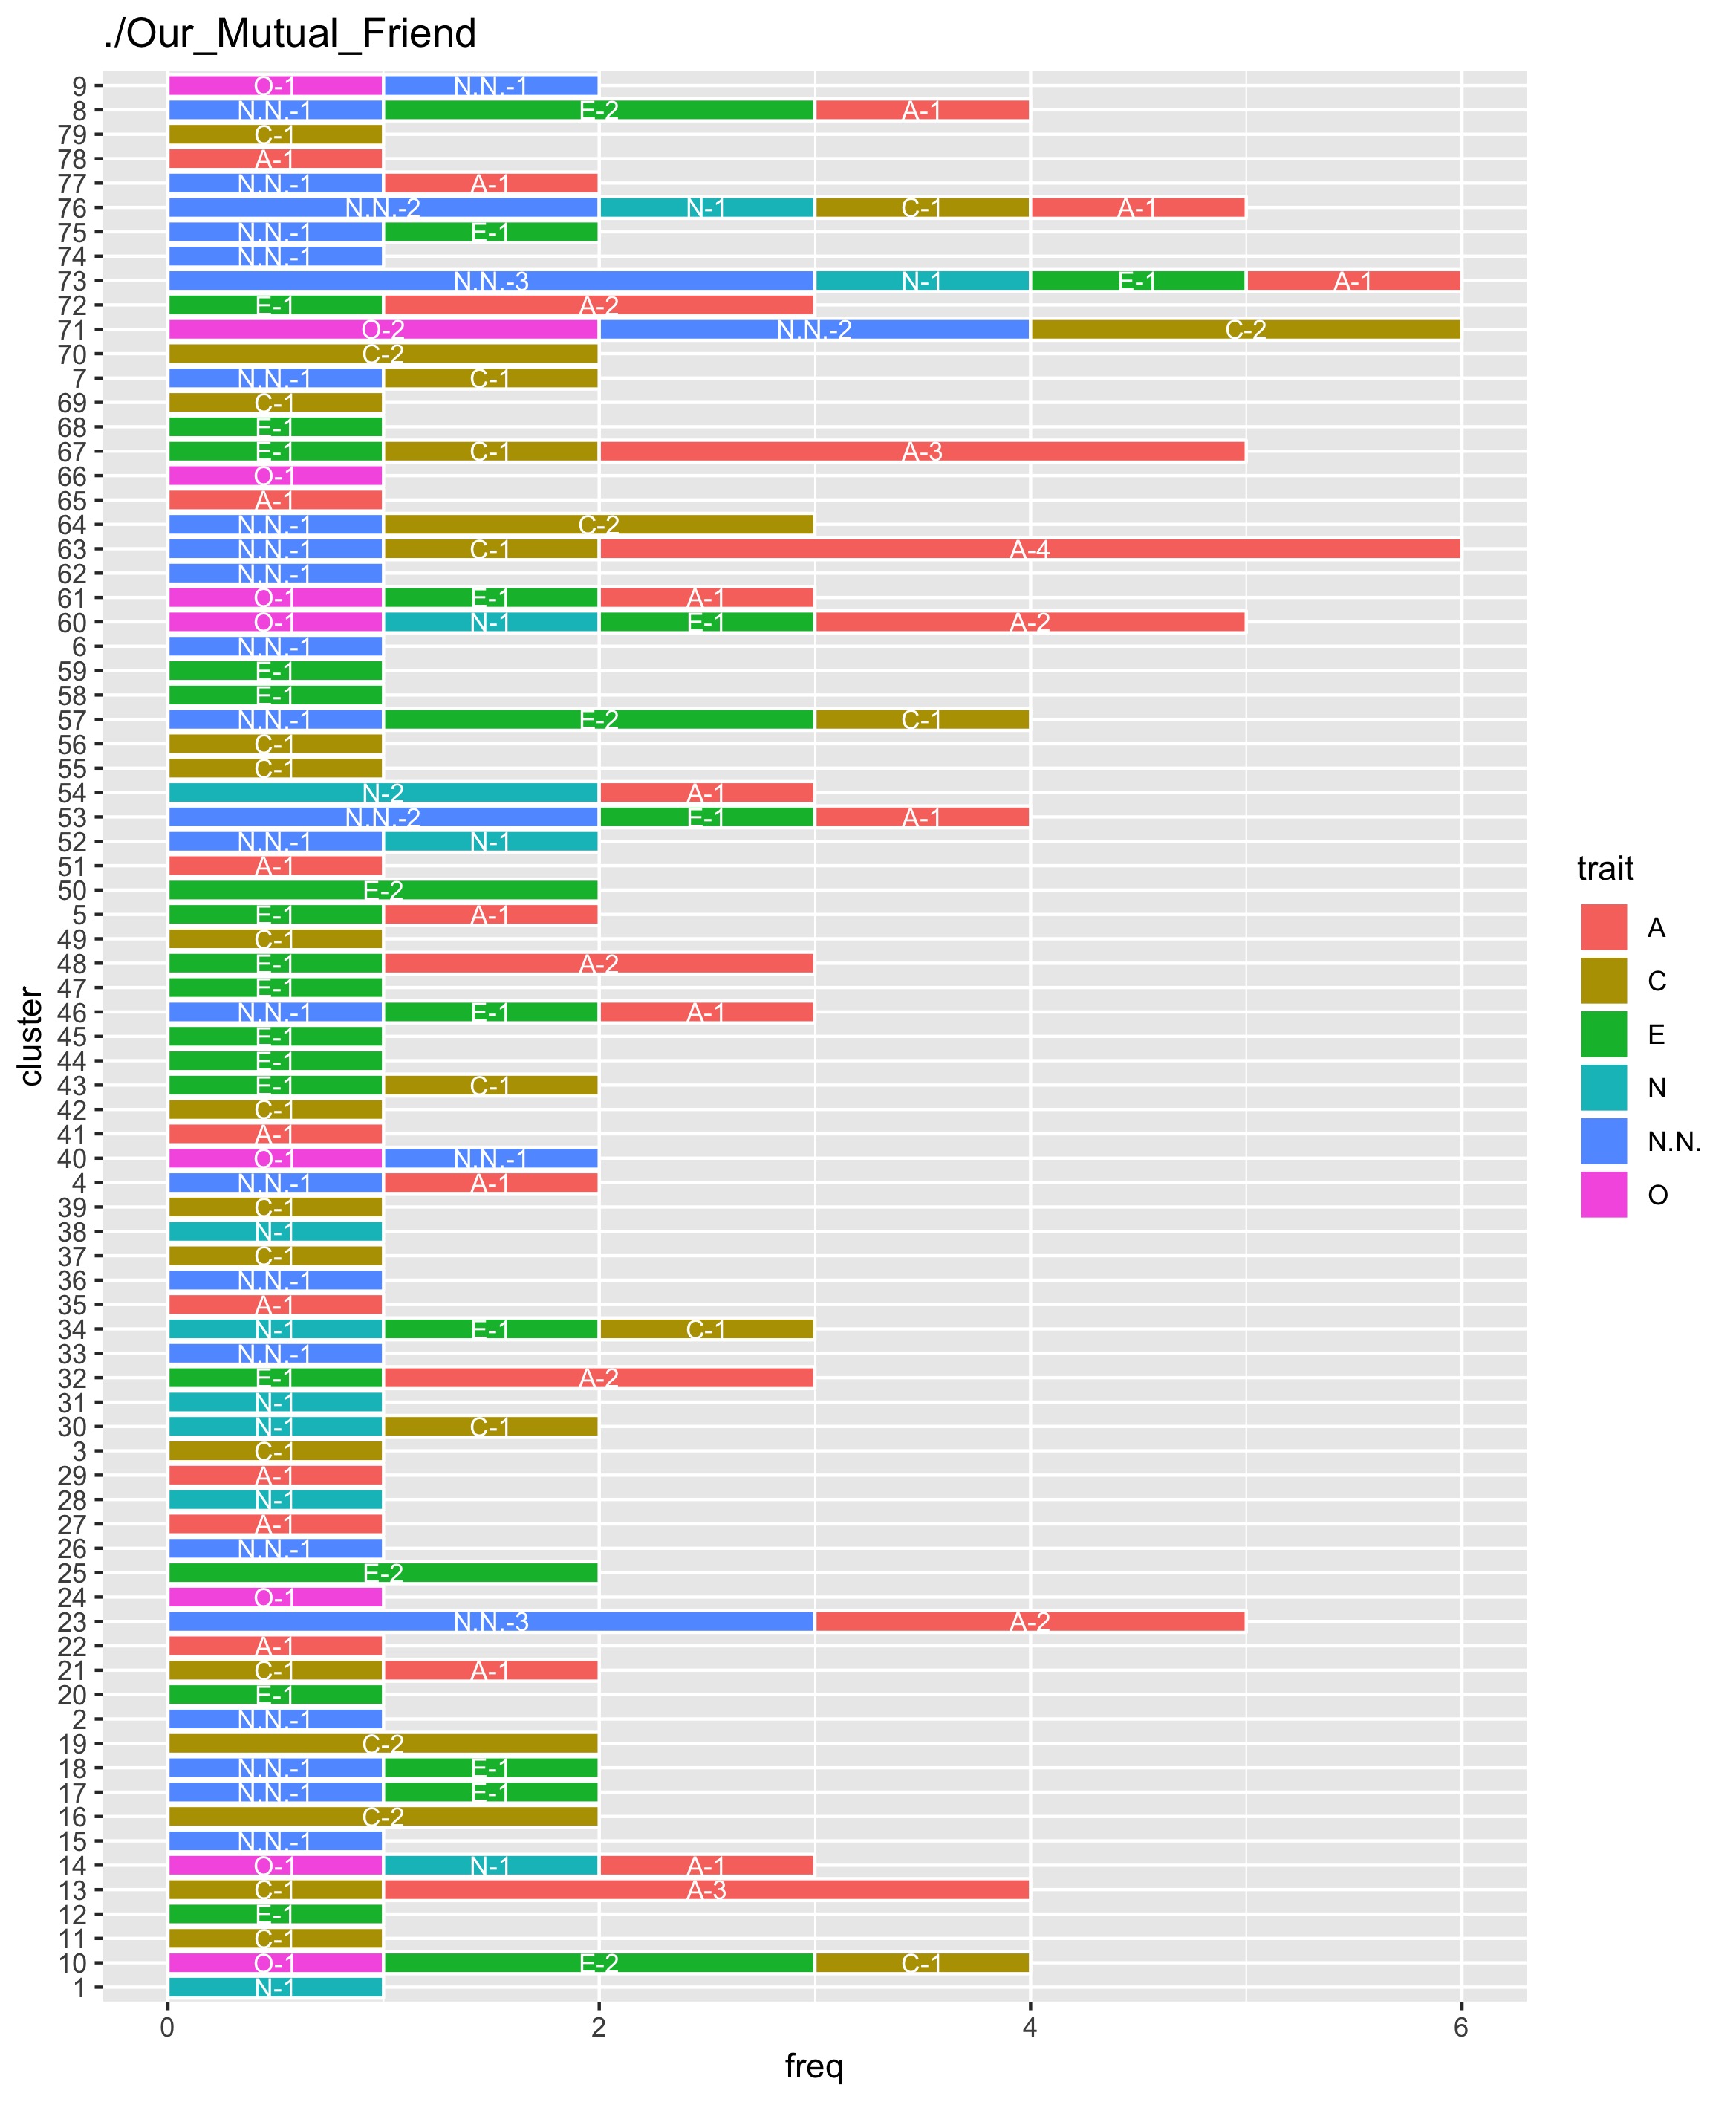 ./Our_Mutual_Friend
9 O-1 N.N.-1
8 N.N.-1 E-2 A-1
79 C-1
78 A-1
77 N.N.-1 A-1
76 N.N.-2 N-1 C-1 A-1
75 N.N.-1 E-1
74 N.N.-1
73 N.N.-3 N-1 E-1 A-1
72 E-1 A-2
71 O-2 N.N.-2 C-2
70 C-2
7 N.N.-1 C-1
69 C-1
68 E-1
67 E-1 C-1 A-3
66 O-1
65 A-1
64 N.N.-1 C-2
63 N.N.-1 C-1 A-4
62 N.N.-1
61 O-1 E-1 A-1
60 O-1 N-1 E-1 A-2
6 N.N.-1
59 E-1
58 E-1
57 N.N.-1 E-2 C-1
56 C-1
55 C-1
54 N-2 A-1
53 N.N.-2 E-1 A-1
52 N.N.-1 N-1
51 A-1
50 E-2
5 E-1 A-1
49 C-1
48 E-1 A-2
47 E-1
46 N.N.-1 E-1 A-1
45 E-1
44 E-1
43 E-1 C-1
42 C-1
41 A-1
40 O-1 N.N.-1
4 N.N.-1 A-1
39 C-1
38 N-1
37 C-1
36 N.N.-1
35 A-1
34 N-1 E-1 C-1
33 N.N.-1
32 E-1 A-2
31 N-1
30 N-1 C-1
3 C-1
29 A-1
28 N-1
27 A-1
26 N.N.-1
25 E-2
24 O-1
23 N.N.-3 A-2
22 A-1
21 C-1 A-1
20 E-1
2 N.N.-1
19 C-2
18 N.N.-1 E-1
17 N.N.-1 E-1
16 C-2
15 N.N.-1
14 O-1 N-1 A-1
13 C-1 A-3
12 E-1
11 C-1
10 O-1 E-2 C-1
1 N-1
0 2 4 6
freq
cluster
trait
A
C
E
N
N.N.
O